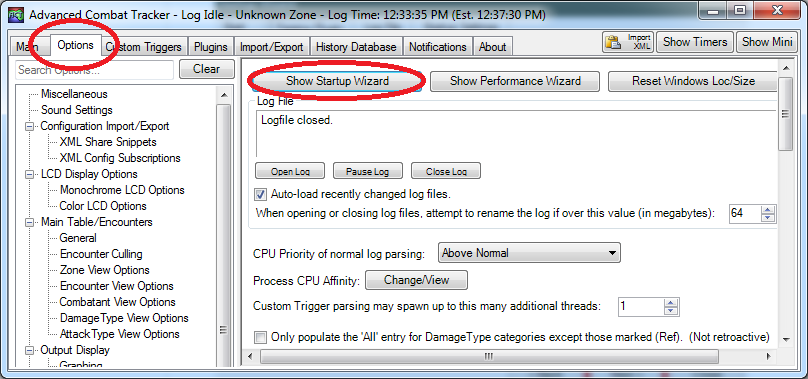 Advanced Combat Tracker - Log Idle - Unknown Zone - Log Time: 12:33:35 PM (Est. 12:37:30 PM)
Main Options Custom Triggers Plugins Import/Export History Database Notifications About
Import XML Show Timers Show Mini
Search Options... Clear
Miscellaneous
Sound Settings
Configuration Import/Export
XML Share Snippets
XML Config Subscriptions
LCD Display Options
Monochrome LCD Options
Color LCD Options
Main Table/Encounters
General
Encounter Culling
Zone View Options
Encounter View Options
Combatant View Options
DamageType View Options
AttackType View Options
Output Display
Graphing
Show Startup Wizard Show Performance Wizard Reset Windows Loc/Size
Log File
Logfile closed.
Open Log Pause Log Close Log
Auto-load recently changed log files.
When opening or closing log files, attempt to rename the log if over this value (in megabytes): 64
CPU Priority of normal log parsing: Above Normal
Process CPU Affinity: Change/View
Custom Trigger parsing may spawn up to this many additional threads: 1
Only populate the 'All' entry for DamageType categories except those marked (Ref). (Not retroactive)